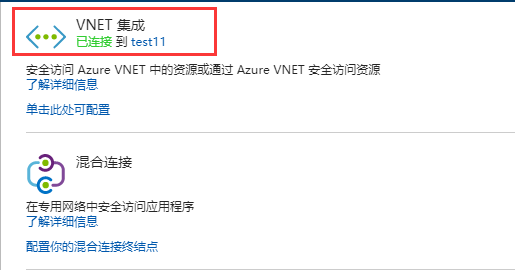 VNET 集成
已连接 到 test11
安全访问 Azure VNET 中的资源或通过 Azure VNET 安全访问资源
了解详细信息
单击此处可配置
混合连接
在专用网络中安全访问应用程序
了解详细信息
配置你的混合连接终结点